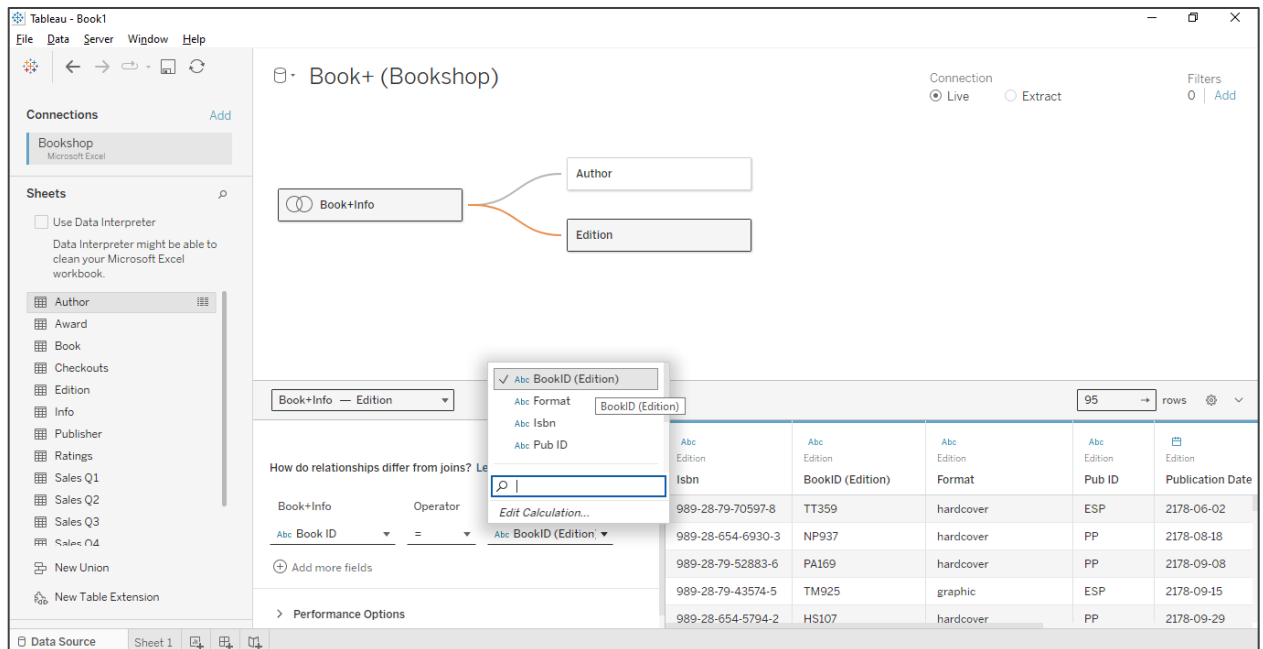 Tableau - Book1
File Data Server Window Help
Book+ (Bookshop)
Connection
Live Extract
Filters
0 Add
Connections Add
Bookshop
Microsoft Excel
Sheets
Use Data Interpreter
Data Interpreter might be able to
clean your Microsoft Excel
workbook.
Author
Award
Book
Checkouts
Edition
Info
Publisher
Ratings
Sales Q1
Sales Q2
Sales Q3
Sales Q4
New Union
New Table Extension
Book+Info
Author
Edition
Book+Info — Edition
95 rows
Abc BookID (Edition)
Abc Format
BookID (Edition)
Abc Isbn
Abc Pub ID
Edit Calculation...
How do relationships differ from joins? Le
Book+Info Operator
Abc Book ID = Abc BookID (Edition)
Add more fields
Performance Options
Abc Abc Abc Abc
Edition Edition Edition Edition Edition
Isbn BookID (Edition) Format Pub ID Publication Date
989-28-79-70597-8 TT359 hardcover ESP 2178-06-02
989-28-654-6930-3 NP937 hardcover PP 2178-08-18
989-28-79-52883-6 PA169 hardcover PP 2178-09-08
989-28-79-43574-5 TM925 graphic ESP 2178-09-15
989-28-654-5794-2 HS107 hardcover PP 2178-09-29
Data Source Sheet 1